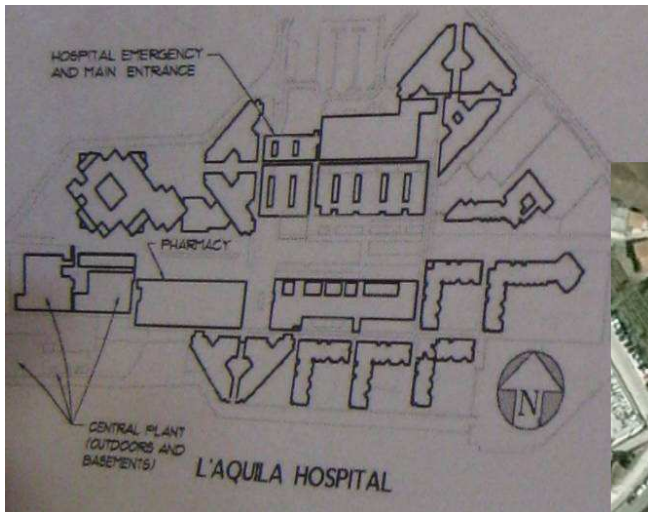 HOSPITAL EMERGENCY
AND MAIN ENTRANCE
PHARMACY
CENTRAL PLANT
(OUTDOORS AND
BASEMENTS)
N
L'AQUILA HOSPITAL